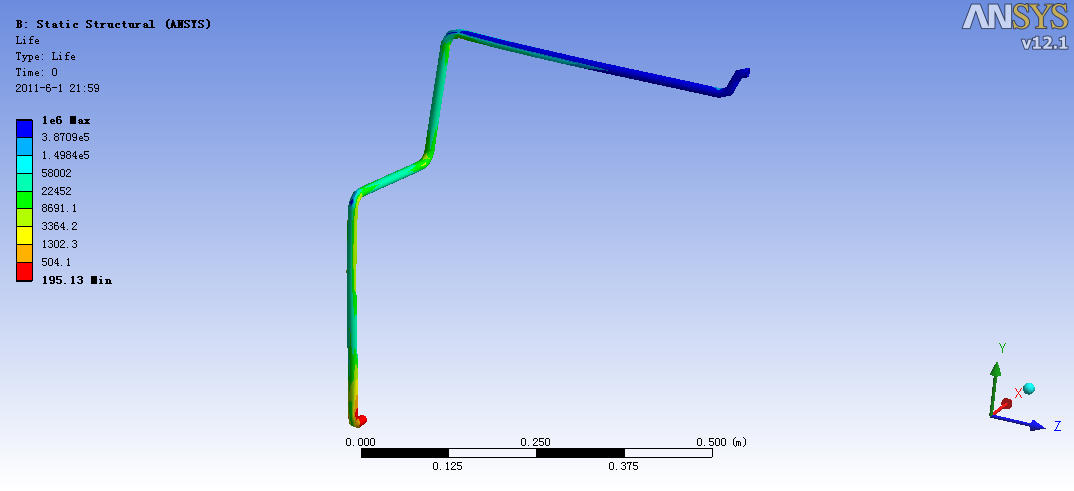 B: Static Structural (ANSYS)
Life
Type: Life
Time: 0
2011-6-1 21:59
1e6 Max
3.8709e5
1.4984e5
58002
22452
8691.1
3364.2
1302.3
504.1
195.13 Min
ANSYS
v12.1
Y
X
Z
0.000 0.250 0.500 (m)
0.125 0.375